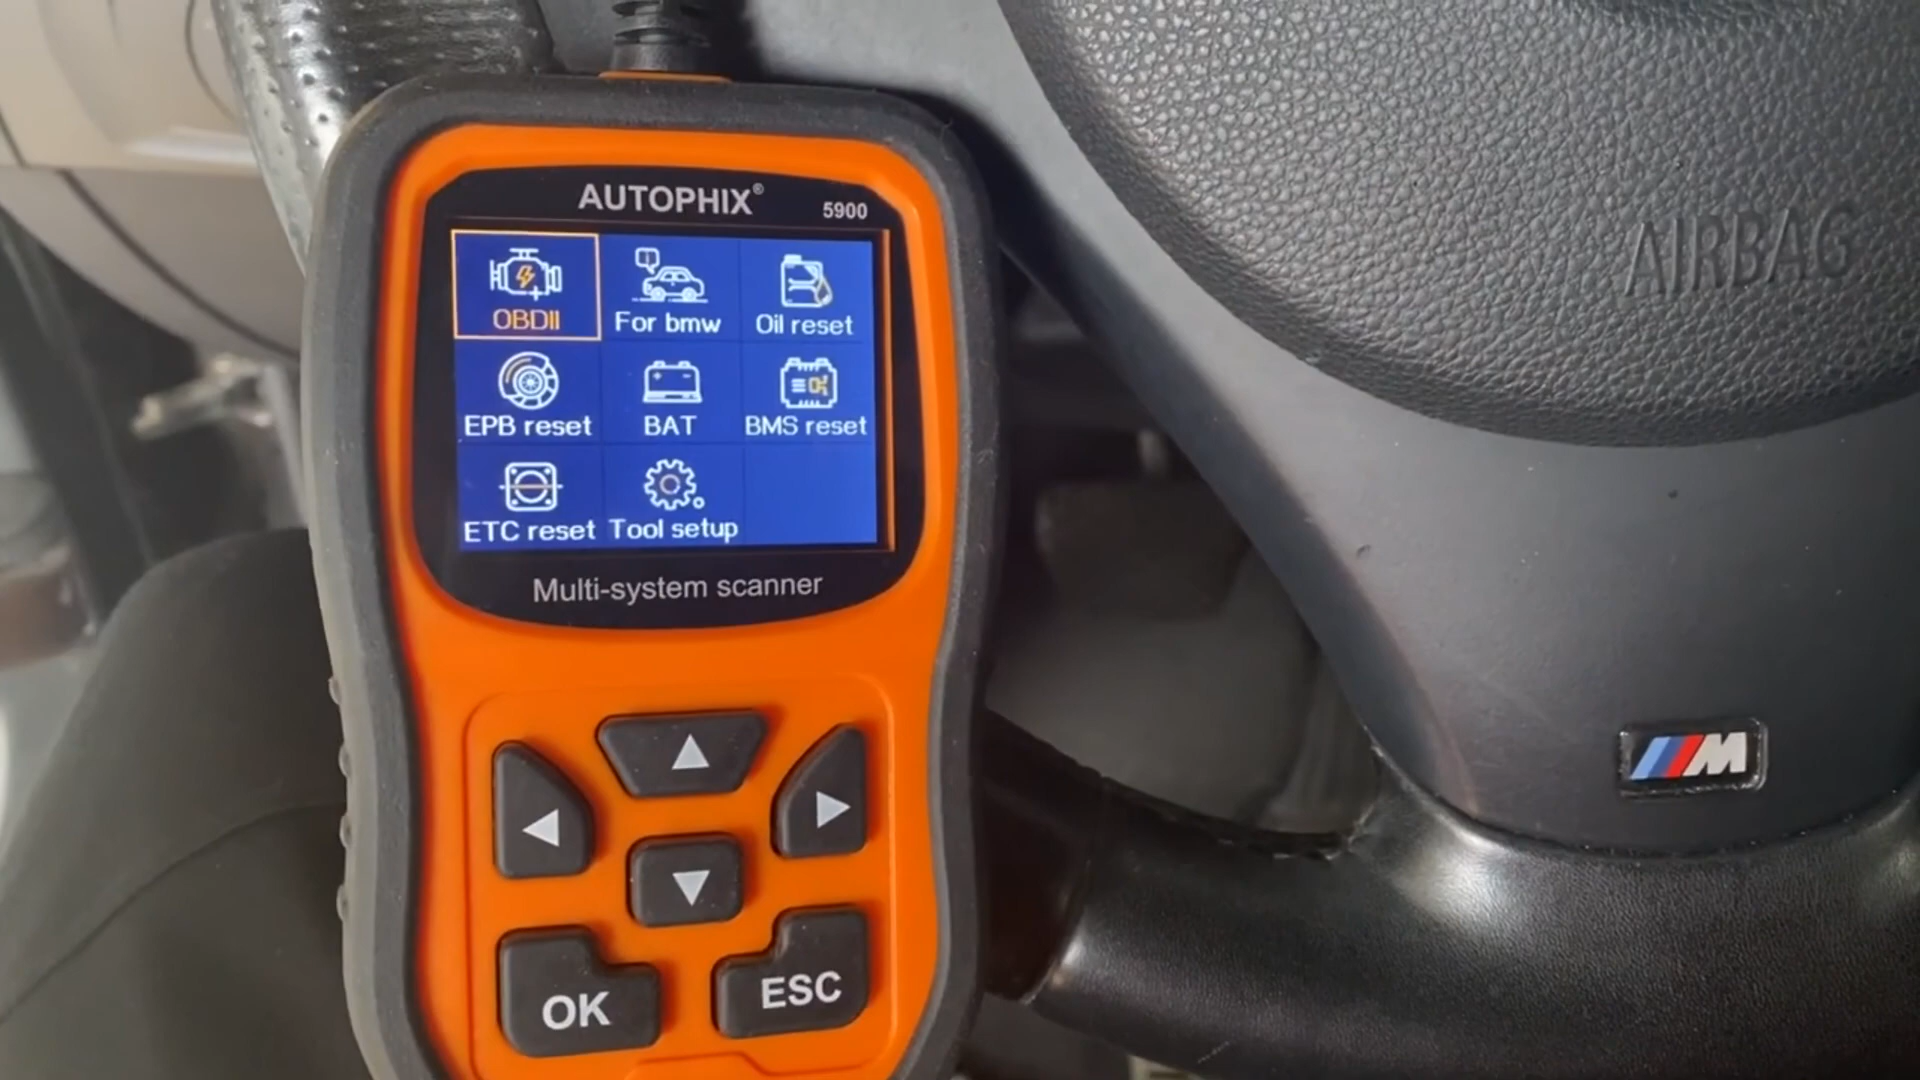 AUTOPHIX®
5900
OBDII
For bmw
Oil reset
EPB reset
BAT
BMS reset
ETC reset
Tool setup
Multi-system scanner
OK
ESC
AIRBAG
M